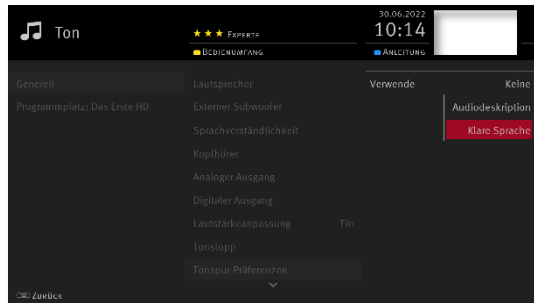 Ton
★★★ EXPERTE
BEDIENUMFANG
30.06.2022
10:14
ANLEITUNG
Generell
Programmplatz: Das Erste HD
Lautsprecher
Externer Subwoofer
Sprachverständlichkeit
Kopfhörer
Analoger Ausgang
Digitaler Ausgang
Lautstärkeanpassung Ein
Tonstopp
Tonspur-Präferenzen
Verwende Keine
Audiodeskription
Klare Sprache
ZURÜCK